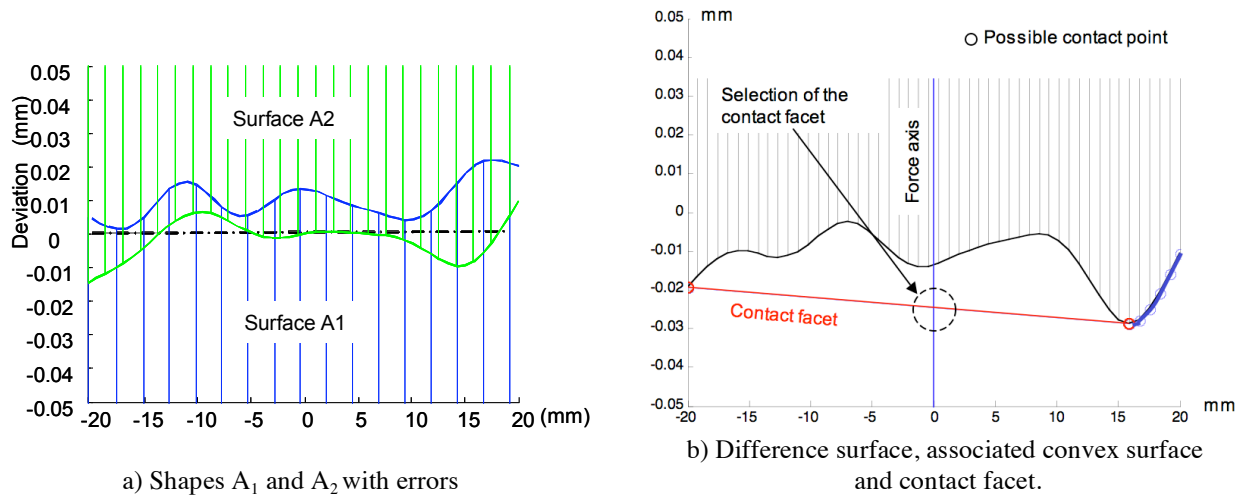 Deviation (mm)
0.05
0.04
0.03
0.02
0.01
0
-0.01
-0.02
-0.03
-0.04
-0.05
Surface A2
Surface A1
-20 -15 -10 -5 0 5 10 15 20 (mm)
a) Shapes A₁ and A₂ with errors
mm
0.05
0.04
0.03
0.02
0.01
0
-0.01
-0.02
-0.03
-0.04
-0.05
Possible contact point
Selection of the
contact facet
Force axis
Contact facet
mm
-20 -15 -10 -5 0 5 10 15 20
b) Difference surface, associated convex surface
and contact facet.